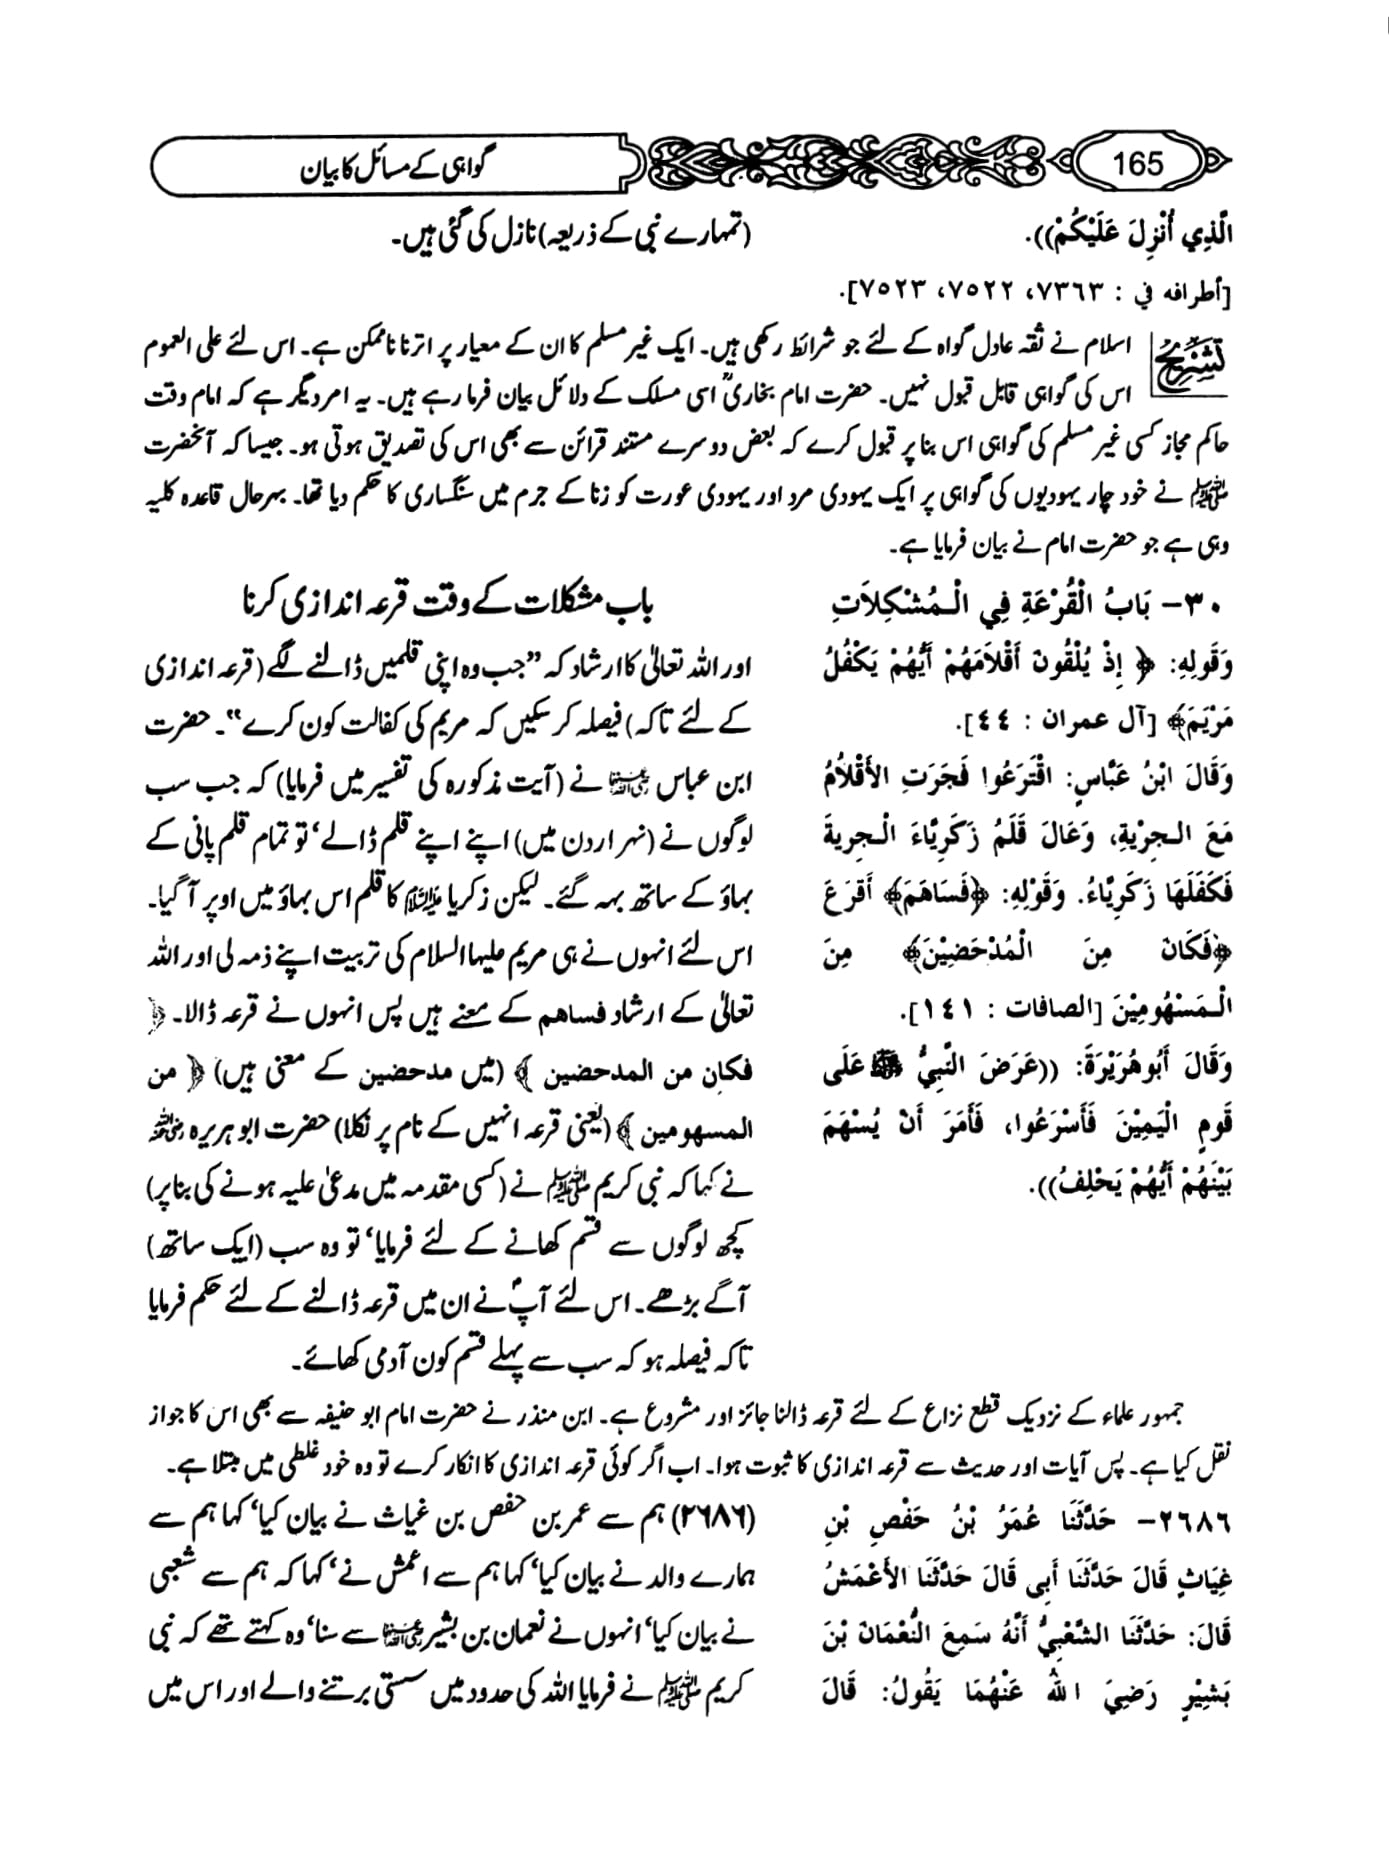 165
گواہی کے مسائل کا بیان
الَّذِي أُنْزِلَ عَلَيْكُمْ)).
[أطرافه في : ٧٣٦٣، ٧٥٢٢، ٧٥٢٣].
(تمہارے نبی کے ذریعہ) نازل کی گئی ہیں۔
تشریح
اسلام نے ثقہ عادل گواہ کے لئے جو شرائط رکھی ہیں۔ ایک غیر مسلم کا ان کے معیار پر اترنا ناممکن ہے۔ اس لئے علی العموم
اس کی گواہی قابل قبول نہیں۔ حضرت امام بخاریؒ اسی مسلک کے دلائل بیان فرما رہے ہیں۔ یہ امر دیگر ہے کہ امام وقت
حاکم مجاز کسی غیر مسلم کی گواہی اس بنا پر قبول کرے کہ بعض دوسرے مستند قرائن سے بھی اس کی تصدیق ہوتی ہو۔ جیسا کہ آنحضرت
ﷺ نے خود چار یہودیوں کی گواہی پر ایک یہودی مرد اور یہودی عورت کو زنا کے جرم میں سنگساری کا حکم دیا تھا۔ بہرحال قاعدہ کلیہ
وہی ہے جو حضرت امام نے بیان فرمایا ہے۔
٣٠- بَابُ الْقُرْعَةِ فِي الْـمُشْكِلاَتِ
وَقَولِهِ: ﴿إِذْ يُلْقُونَ أَقْلاَمَهُمْ أَيُّهُمْ يَكْفُلُ
مَرْيَمَ﴾ [آل عمران : ٤٤].
وَقَالَ ابْنُ عَبَّاسٍ: اقْتَرَعُوا فَجَرَتِ الأَقْلاَمُ
مَعَ الـجِرْيَةِ، وَعَالَ قَلَمُ زَكَرِيَّاءَ الْـجِريةَ
فَكَفَلَهَا زَكَرِيَّاءُ. وَقَوْلِهِ: ﴿فَسَاهَمَ﴾ أَقْرَعَ
﴿فَكَانَ مِنَ الْمُدْحَضِيْنَ﴾ مِنَ
الْـمَسْهُومِيْنَ [الصافات : ١٤١].
وَقَالَ أَبُوهُرَيْرَةَ: ((عَرَضَ النَّبِيُّ ﷺ عَلَى
قَومٍ الْيَمِيْنَ فَأَسْرَعُوا، فَأَمَرَ أَنْ يُسْهَمَ
بَيْنَهُمْ أَيُّهُمْ يَحْلِفُ)).
باب مشکلات کے وقت قرعہ اندازی کرنا
اور اللہ تعالیٰ کا ارشاد کہ ”جب وہ اپنی قلمیں ڈالنے لگے (قرعہ اندازی
کے لئے تاکہ) فیصلہ کر سکیں کہ مریم کی کفالت کون کرے“۔ حضرت
ابن عباس رضی اللہ عنہما نے (آیت مذکورہ کی تفسیر میں فرمایا) کہ جب سب
لوگوں نے (نہر اردن میں) اپنے اپنے قلم ڈالے‘ تو تمام قلم پانی کے
بہاؤ کے ساتھ بہہ گئے۔ لیکن زکریا علیہ السلام کا قلم اس بہاؤ میں اوپر آگیا۔
اس لئے انہوں نے ہی مریم علیہا السلام کی تربیت اپنے ذمہ لی اور اللہ
تعالیٰ کے ارشاد فساهم کے معنے ہیں پس انہوں نے قرعہ ڈالا۔ ﴿
فكان من المدحضين ﴾ (میں مدحضین کے معنی ہیں) ﴿ من
المسهومين ﴾ (یعنی قرعہ انہیں کے نام پر نکلا) حضرت ابو ہریرہ رضی اللہ عنہ
نے کہا کہ نبی کریم ﷺ نے (کسی مقدمہ میں مدعیٰ علیہ ہونے کی بنا پر)
کچھ لوگوں سے قسم کھانے کے لئے فرمایا‘ تو وہ سب (ایک ساتھ)
آگے بڑھے۔ اس لئے آپؐ نے ان میں قرعہ ڈالنے کے لئے حکم فرمایا
تاکہ فیصلہ ہو کہ سب سے پہلے قسم کون آدمی کھائے۔
جمہور علماء کے نزدیک قطع نزاع کے لئے قرعہ ڈالنا جائز اور مشروع ہے۔ ابن منذر نے حضرت امام ابو حنیفہ سے بھی اس کا جواز
نقل کیا ہے۔ پس آیات اور حدیث سے قرعہ اندازی کا ثبوت ہوا۔ اب اگر کوئی قرعہ اندازی کا انکار کرے تو وہ خود غلطی میں مبتلا ہے۔
٢٦٨٦- حَدَّثَنَا عُمَرُ بْنُ حَفْصِ بْنِ
غِيَاثٍ قَالَ حَدَّثَنَا أَبِى قَالَ حَدَّثَنَا الأَعْمَشُ
قَالَ: حَدَّثَنَا الشَّعْبِيُّ أَنَّهُ سَمِعَ النُّعْمَانَ بْنَ
بَشِيْرٍ رَضِيَ اللهُ عَنْهُمَا يَقُولُ: قَالَ
(٢٦٨٦) ہم سے عمر بن حفص بن غیاث نے بیان کیا‘ کہا ہم سے
ہمارے والد نے بیان کیا‘ کہا ہم سے اعمش نے‘ کہا کہ ہم سے شعبی
نے بیان کیا‘ انہوں نے نعمان بن بشیر رضی اللہ عنہما سے سنا‘ وہ کہتے تھے کہ نبی
کریم ﷺ نے فرمایا اللہ کی حدود میں سستی برتنے والے اور اس میں